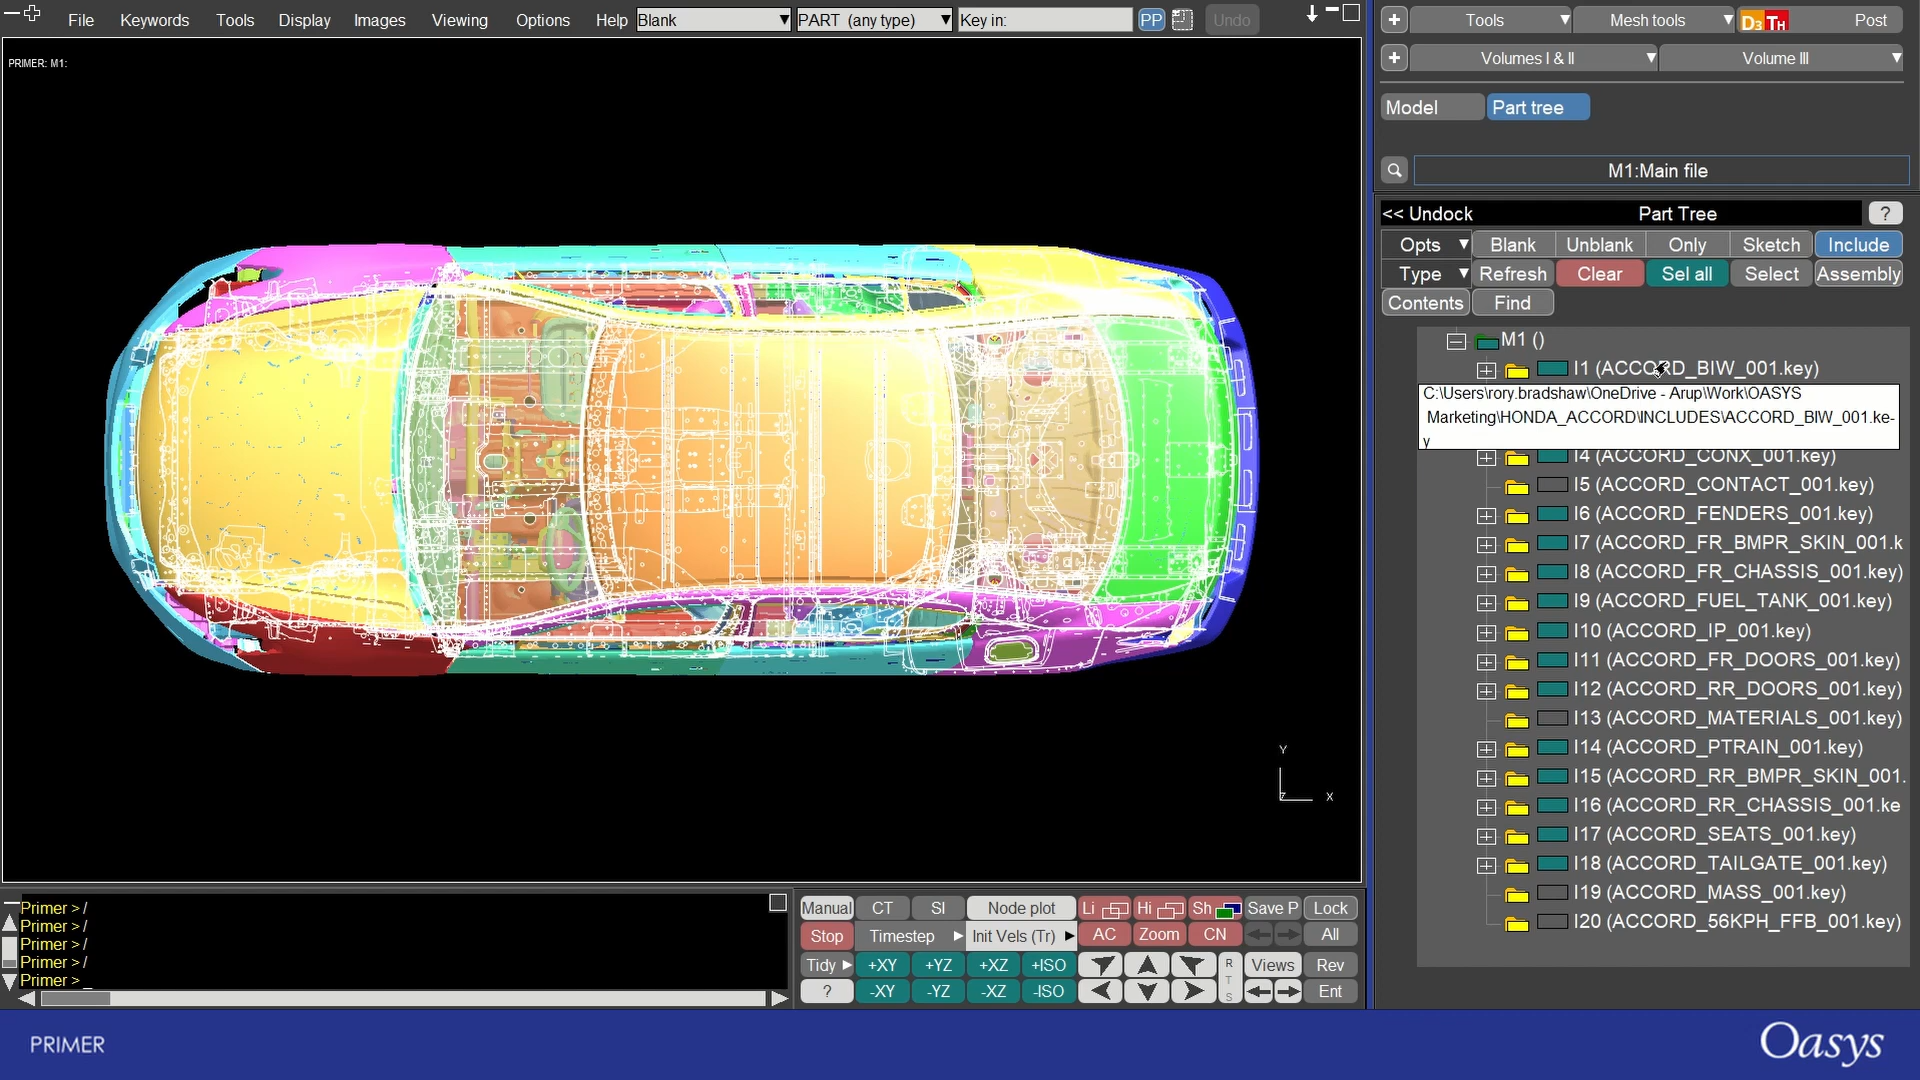 File Keywords Tools Display Images Viewing Options Help Blank PART (any type) Key in: PP Undo
Tools Mesh tools D3 TH Post
Volumes I & II Volume III
PRIMER: M1:
Model Part tree
M1:Main file
<< Undock Part Tree ?
Opts Blank Unblank Only Sketch Include
Type Refresh Clear Sel all Select Assembly
Contents Find
M1 ()
I1 (ACCORD_BIW_001.key)
C:\Users\rory.bradshaw\OneDrive - Arup\Work\OASYS
Marketing\HONDA_ACCORD\INCLUDES\ACCORD_BIW_001.ke-
y
I4 (ACCORD_CONX_001.key)
I5 (ACCORD_CONTACT_001.key)
I6 (ACCORD_FENDERS_001.key)
I7 (ACCORD_FR_BMPR_SKIN_001.k
I8 (ACCORD_FR_CHASSIS_001.key)
I9 (ACCORD_FUEL_TANK_001.key)
I10 (ACCORD_IP_001.key)
I11 (ACCORD_FR_DOORS_001.key)
I12 (ACCORD_RR_DOORS_001.key)
I13 (ACCORD_MATERIALS_001.key)
I14 (ACCORD_PTRAIN_001.key)
I15 (ACCORD_RR_BMPR_SKIN_001.
I16 (ACCORD_RR_CHASSIS_001.ke
I17 (ACCORD_SEATS_001.key)
I18 (ACCORD_TAILGATE_001.key)
I19 (ACCORD_MASS_001.key)
I20 (ACCORD_56KPH_FFB_001.key)
Y
Z X
Primer > /
Primer > /
Primer > /
Primer > /
Primer > _
Manual CT SI Node plot Li Hi Sh Save P Lock
Stop Timestep Init Vels (Tr) AC Zoom CN All
Tidy +XY +YZ +XZ +ISO R Views Rev
T
? -XY -YZ -XZ -ISO S Ent
PRIMER
Oasys